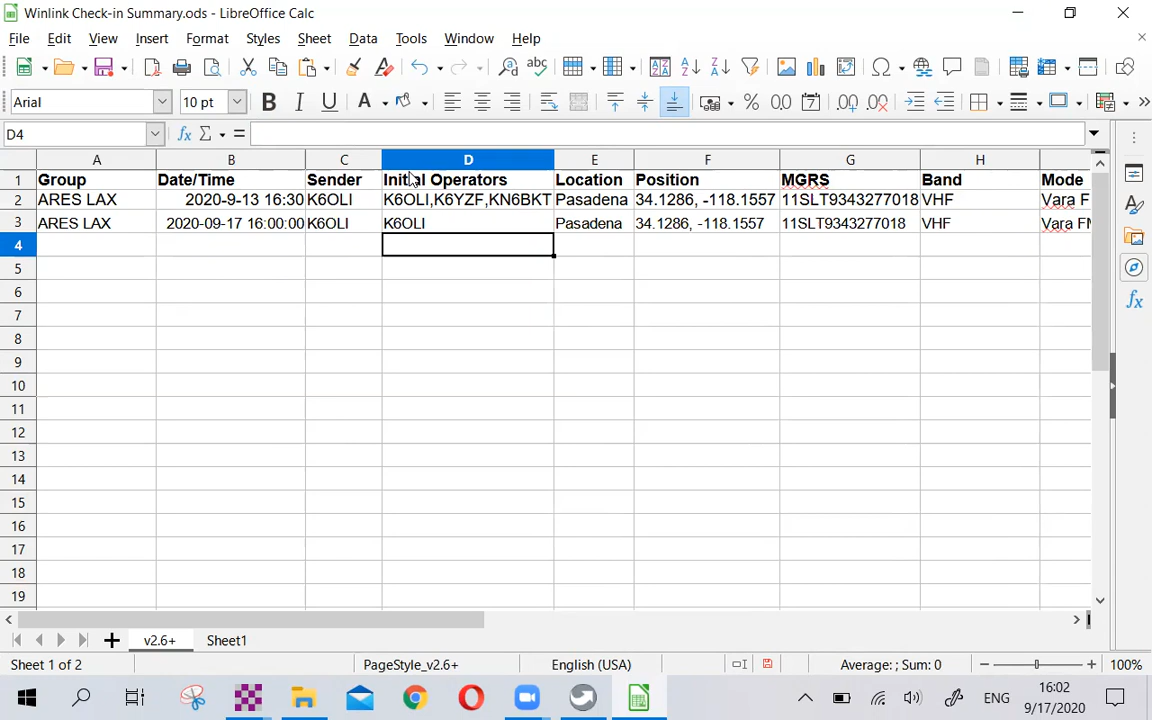 Winlink Check-in Summary.ods - LibreOffice Calc
File Edit View Insert Format Styles Sheet Data Tools Window Help
Arial 10 pt
D4
A B C D E F G H
1 Group Date/Time Sender Initial Operators Location Position MGRS Band Mode
2 ARES LAX 2020-9-13 16:30 K6OLI K6OLI,K6YZF,KN6BKT Pasadena 34.1286, -118.1557 11SLT9343277018 VHF Vara F
3 ARES LAX 2020-09-17 16:00:00 K6OLI K6OLI Pasadena 34.1286, -118.1557 11SLT9343277018 VHF Vara FM
4
5
6
7
8
9
10
11
12
13
14
15
16
17
18
19
v2.6+ Sheet1
Sheet 1 of 2 PageStyle_v2.6+ English (USA) Average: ; Sum: 0 100%
ENG 16:02
9/17/2020